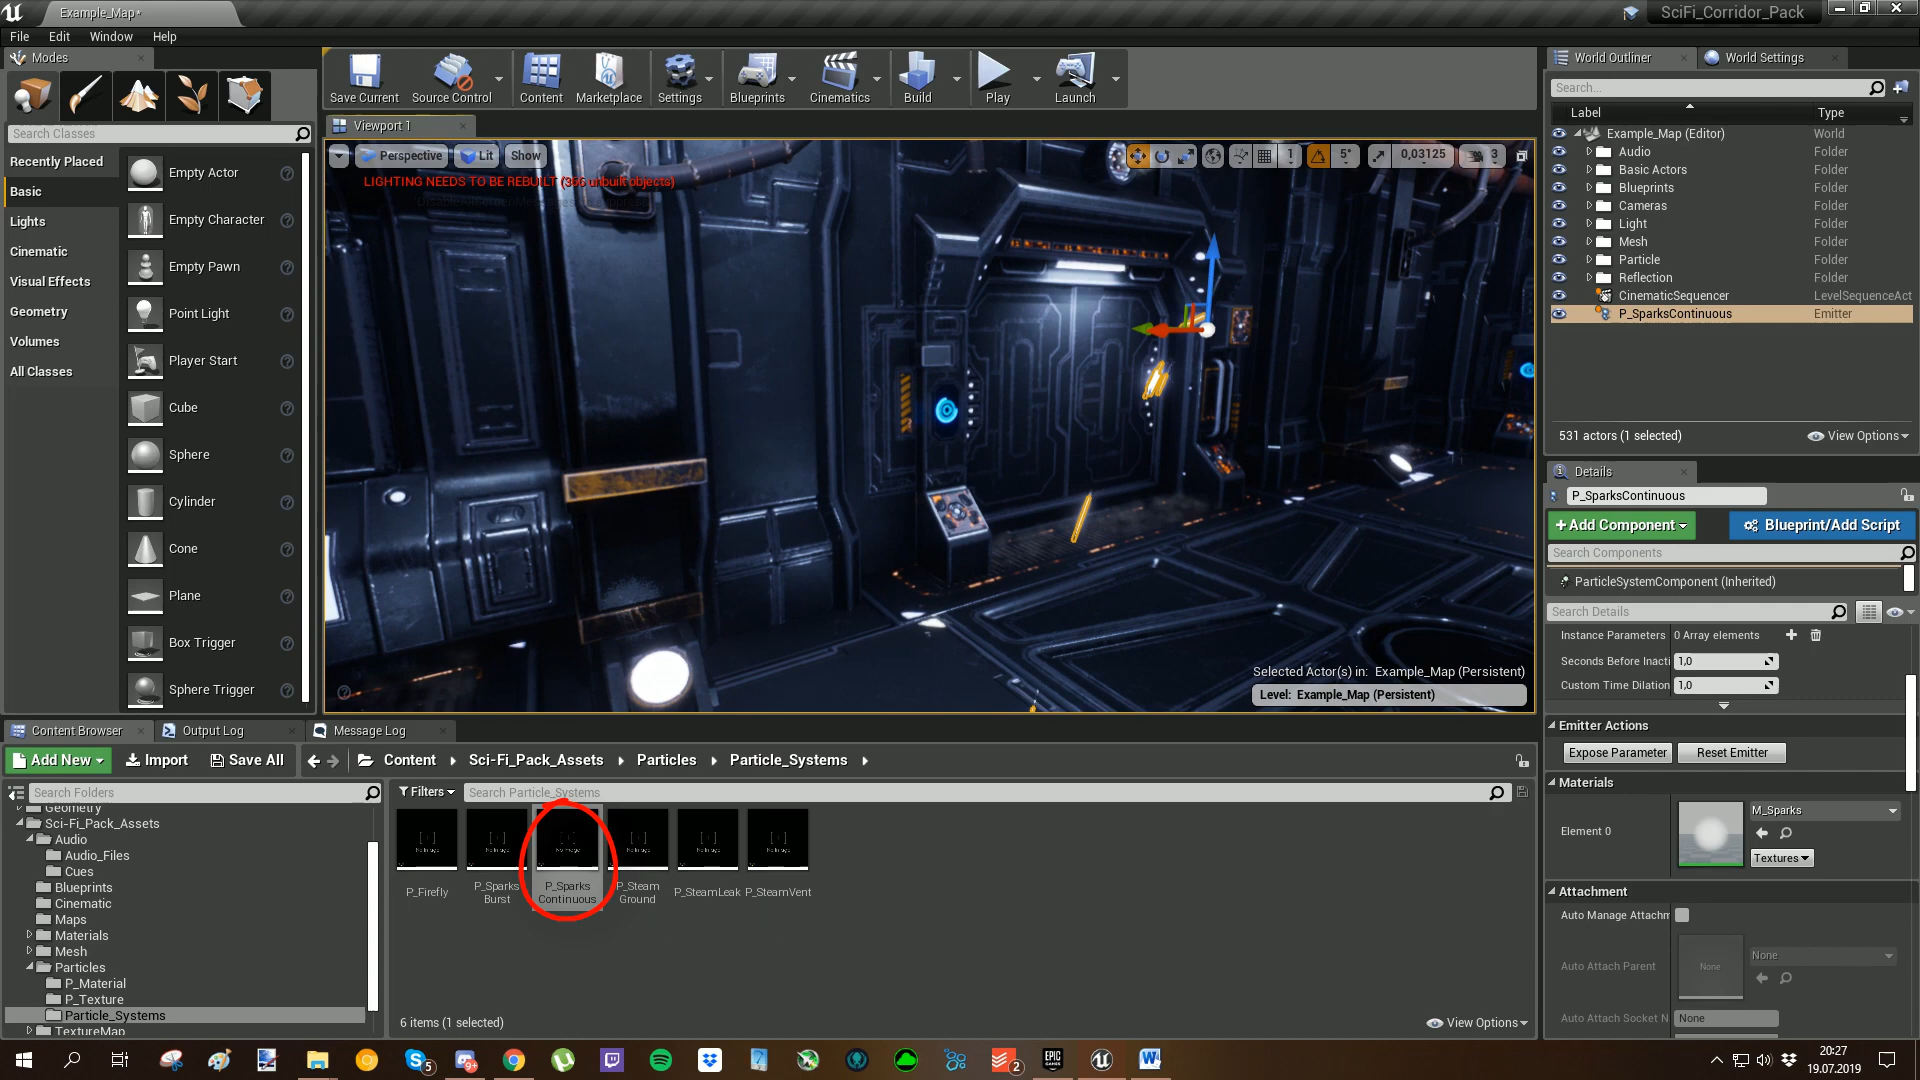 Example_Map*
SciFi_Corridor_Pack
File Edit Window Help
Modes
Search Classes
Recently Placed
Basic
Lights
Cinematic
Visual Effects
Geometry
Volumes
All Classes
Empty Actor
Empty Character
Empty Pawn
Point Light
Player Start
Cube
Sphere
Cylinder
Cone
Plane
Box Trigger
Sphere Trigger
Save Current
Source Control
Content
Marketplace
Settings
Blueprints
Cinematics
Build
Play
Launch
Viewport 1
Perspective
Lit
Show
1
5°
0,03125
3
LIGHTING NEEDS TO BE REBUILT (366 unbuilt objects)
Selected Actor(s) in: Example_Map (Persistent)
Level: Example_Map (Persistent)
World Outliner
World Settings
Search...
Label Type
Example_Map (Editor) World
Audio Folder
Basic Actors Folder
Blueprints Folder
Cameras Folder
Light Folder
Mesh Folder
Particle Folder
Reflection Folder
CinematicSequencer LevelSequenceAct
P_SparksContinuous Emitter
531 actors (1 selected)
View Options
Details
P_SparksContinuous
+Add Component
Blueprint/Add Script
Search Components
ParticleSystemComponent (Inherited)
Search Details
Instance Parameters 0 Array elements
Seconds Before Inacti 1,0
Custom Time Dilation 1,0
Emitter Actions
Expose Parameter
Reset Emitter
Materials
Element 0
M_Sparks
Textures
Attachment
Auto Manage Attachm
Auto Attach Parent
None
None
Auto Attach Socket N None
Content Browser
Output Log
Message Log
Add New
Import
Save All
Content
Sci-Fi_Pack_Assets
Particles
Particle_Systems
Search Folders
Geometry
Sci-Fi_Pack_Assets
Audio
Audio_Files
Cues
Blueprints
Cinematic
Maps
Materials
Mesh
Particles
P_Material
P_Texture
Particle_Systems
TextureMap
Filters
Search Particle_Systems
P_Firefly
P_Sparks
Burst
P_Sparks
Continuous
P_Steam
Ground
P_SteamLeak
P_SteamVent
6 items (1 selected)
View Options
5
9+
2
EPIC
GAMES
20:27
19.07.2019